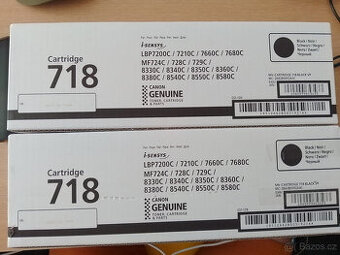 Cartridge
718
i-SENSYS
LBP7200C / 7210C / 7660C / 7680C
MF724C / 728C / 729C /
8330C / 8340C / 8350C / 8360C /
8380C / 8540C / 8550C / 8580C
CANON
GENUINE
TONER, CARTRIDGE
& PARTS
Black / Noir /
Schwarz / Negro /
Nero / Zwart /
Черный
Cartridge
718
i-SENSYS
LBP7200C / 7210C / 7660C / 7680C
MF724C / 728C / 729C /
8330C / 8340C / 8350C / 8360C /
8380C / 8540C / 8550C / 8580C
CANON
GENUINE
TONER, CARTRIDGE
& PARTS
Black / Noir /
Schwarz / Negro /
Nero / Zwart /
Черный
Bazos.cz